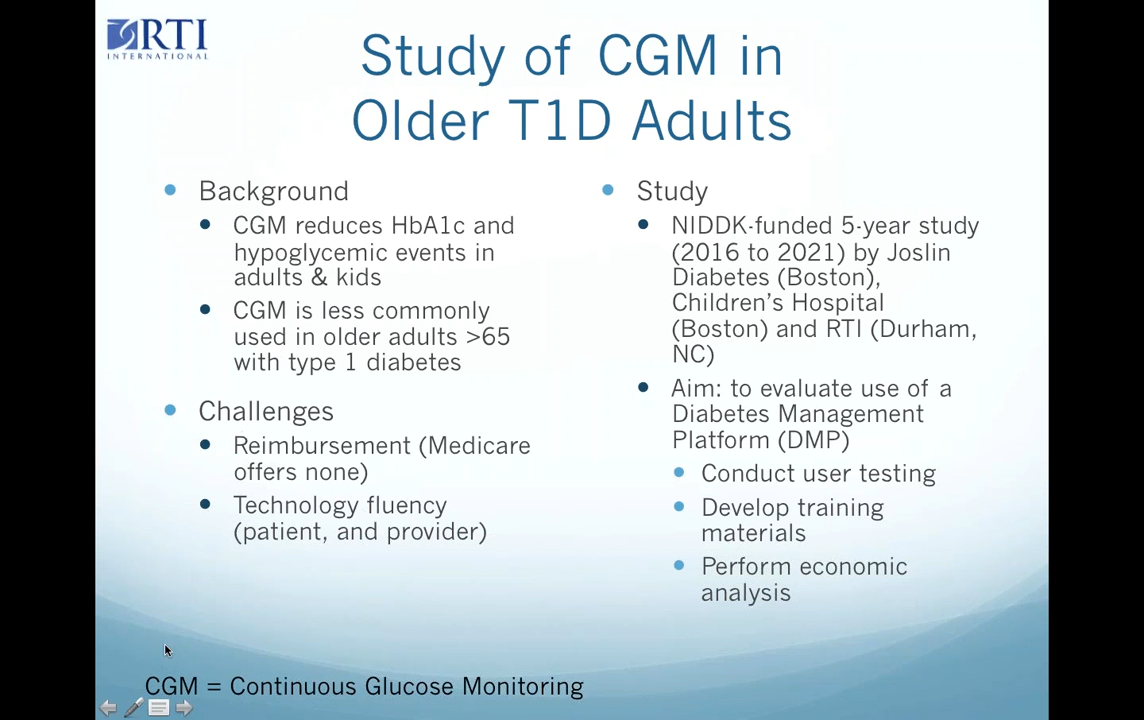 RTI
INTERNATIONAL
Study of CGM in
Older T1D Adults
Background
CGM reduces HbA1c and
hypoglycemic events in
adults & kids
CGM is less commonly
used in older adults >65
with type 1 diabetes
Challenges
Reimbursement (Medicare
offers none)
Technology fluency
(patient, and provider)
Study
NIDDK-funded 5-year study
(2016 to 2021) by Joslin
Diabetes (Boston),
Children's Hospital
(Boston) and RTI (Durham,
NC)
Aim: to evaluate use of a
Diabetes Management
Platform (DMP)
Conduct user testing
Develop training
materials
Perform economic
analysis
CGM = Continuous Glucose Monitoring